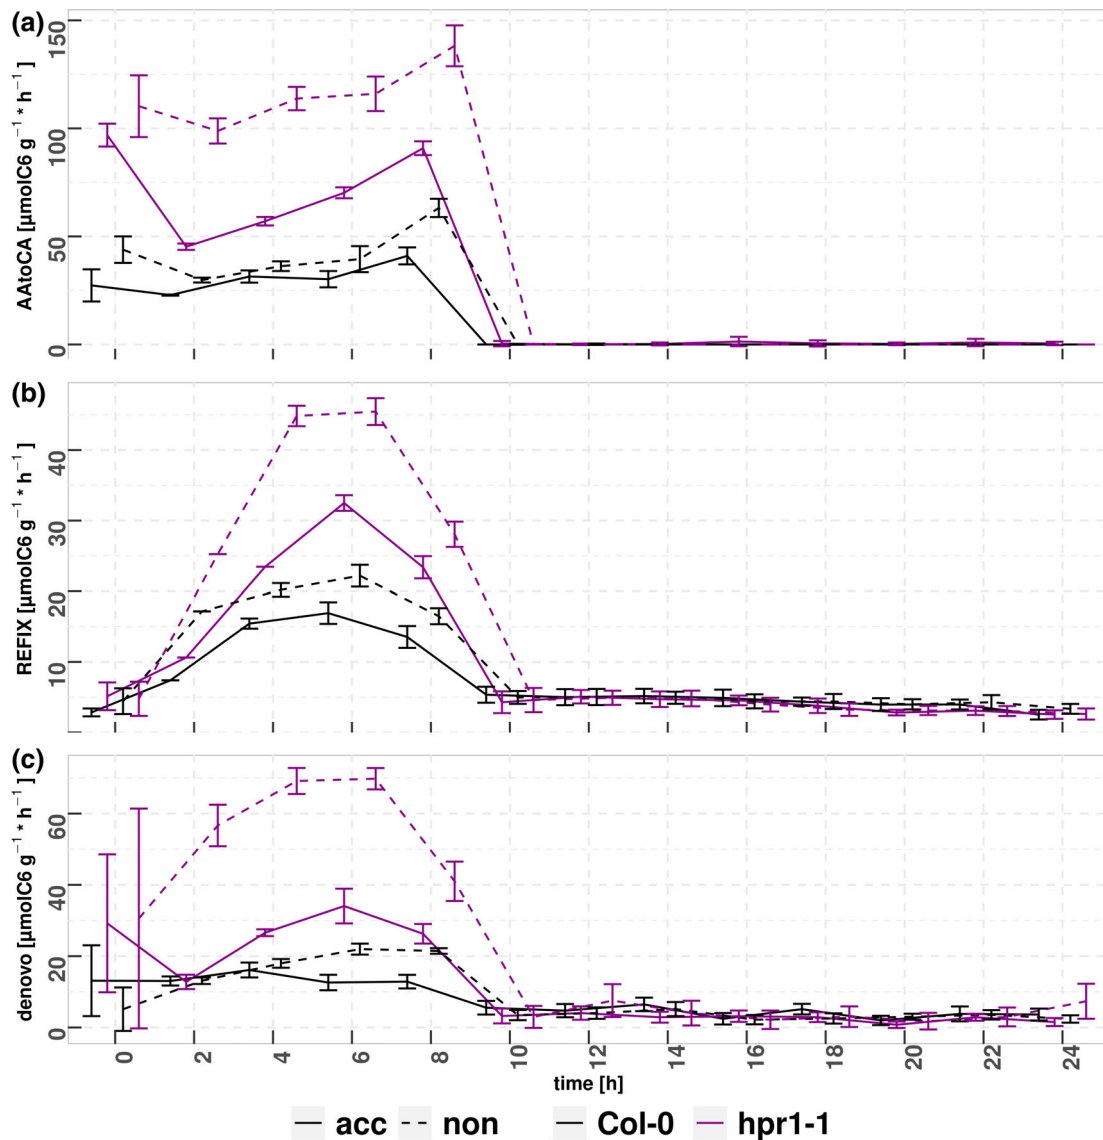 (a)
AAtoCA [µmolC6 g⁻¹ * h⁻¹]
150
100
50
0
(b)
REFIX [µmolC6 g⁻¹ * h⁻¹ ]
40
30
20
10
(c)
denovo [µmolC6 g⁻¹ * h⁻¹ ]
60
40
20
0
0 2 4 6 8 10 12 14 16 18 20 22 24
time [h]
acc non Col-0 hpr1-1